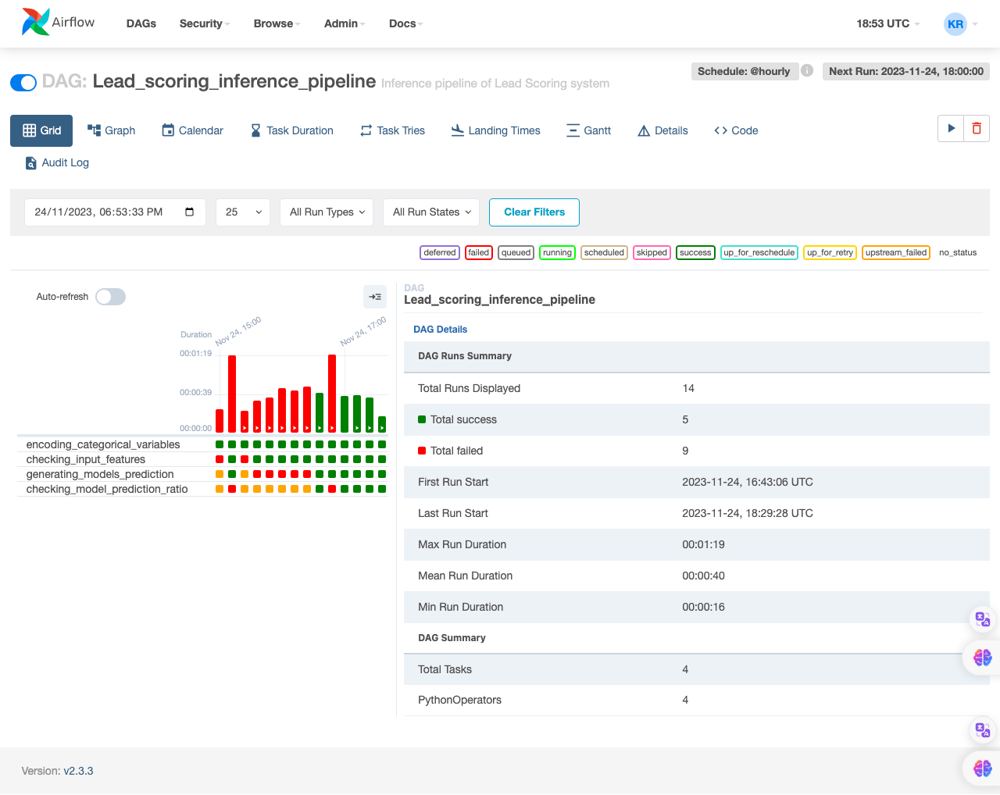 Airflow
DAGs Security Browse Admin Docs 18:53 UTC KR
Schedule: @hourly i Next Run: 2023-11-24, 18:00:00
DAG: Lead_scoring_inference_pipeline Inference pipeline of Lead Scoring system
Grid Graph Calendar Task Duration Task Tries Landing Times Gantt Details Code
Audit Log
24/11/2023, 06:53:33 PM 25 All Run Types All Run States Clear Filters
deferred failed queued running scheduled skipped success up_for_reschedule up_for_retry upstream_failed no_status
Auto-refresh
Nov 24, 15:00 Nov 24, 17:00
Duration
00:01:19
00:00:39
00:00:00
encoding_categorical_variables
checking_input_features
generating_models_prediction
checking_model_prediction_ratio
DAG
Lead_scoring_inference_pipeline
DAG Details
DAG Runs Summary
Total Runs Displayed 14
Total success 5
Total failed 9
First Run Start 2023-11-24, 16:43:06 UTC
Last Run Start 2023-11-24, 18:29:28 UTC
Max Run Duration 00:01:19
Mean Run Duration 00:00:40
Min Run Duration 00:00:16
DAG Summary
Total Tasks 4
PythonOperators 4
Version: v2.3.3